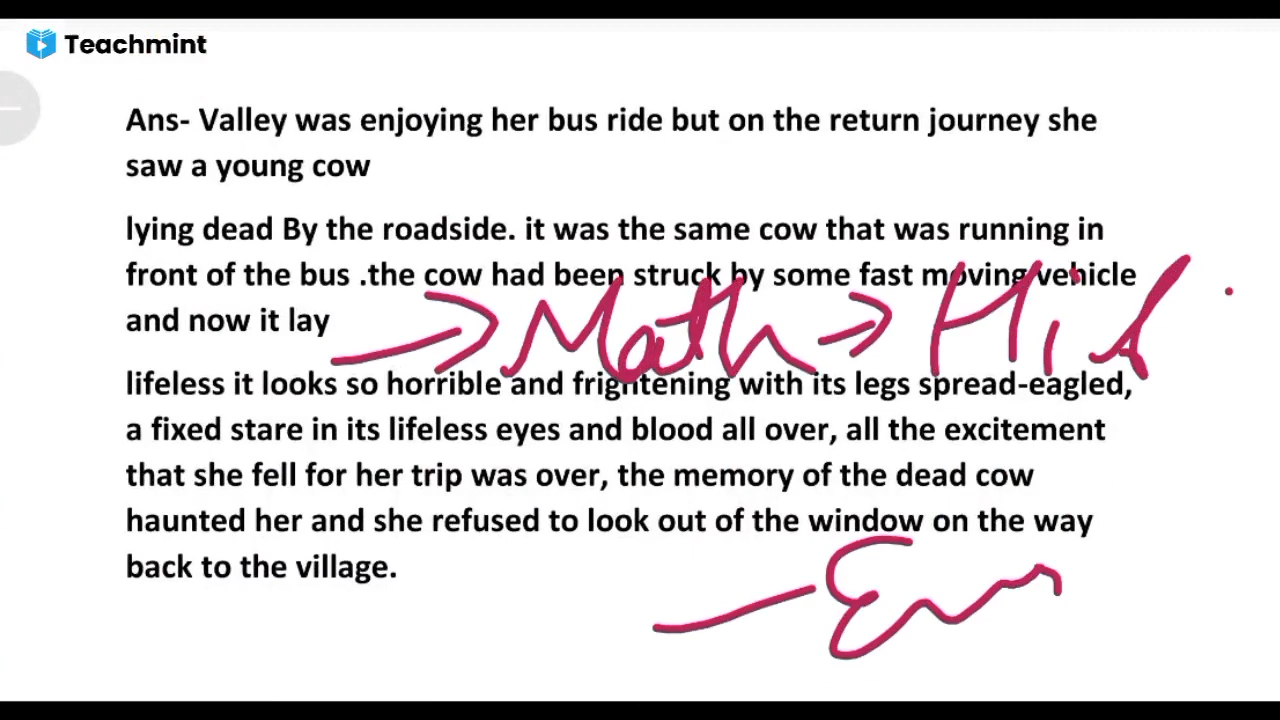 Teachmint
Ans- Valley was enjoying her bus ride but on the return journey she
saw a young cow
lying dead By the roadside. it was the same cow that was running in
front of the bus .the cow had been struck by some fast moving vehicle
and now it lay
→ Math →
lifeless it looks so horrible and frightening with its legs spread-eagled,
a fixed stare in its lifeless eyes and blood all over, all the excitement
that she fell for her trip was over, the memory of the dead cow
haunted her and she refused to look out of the window on the way
back to the village.